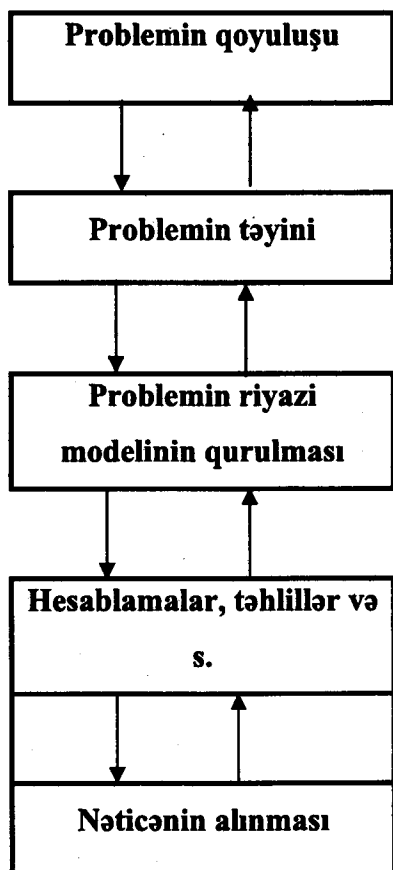 Problemin qoyuluşu
Problemin təyini
Problemin riyazi
modelinin qurulması
Hesablamalar, təhlillər və
s.
Nəticənin alınması